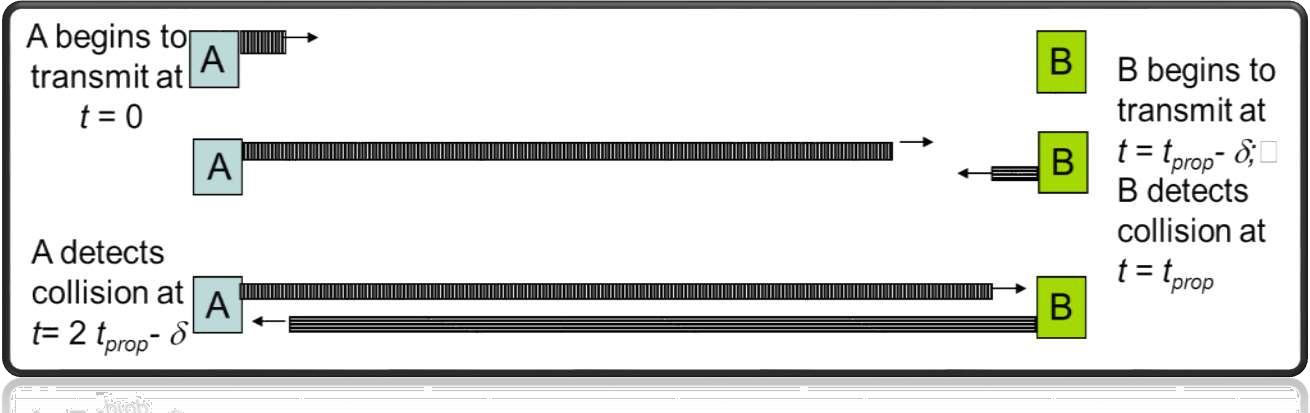 A begins to
transmit at
t = 0
A
B
B begins to
transmit at
t = t_prop - δ;
B detects
collision at
t = t_prop
A
B
A detects
collision at
t= 2 t_prop - δ
A
B